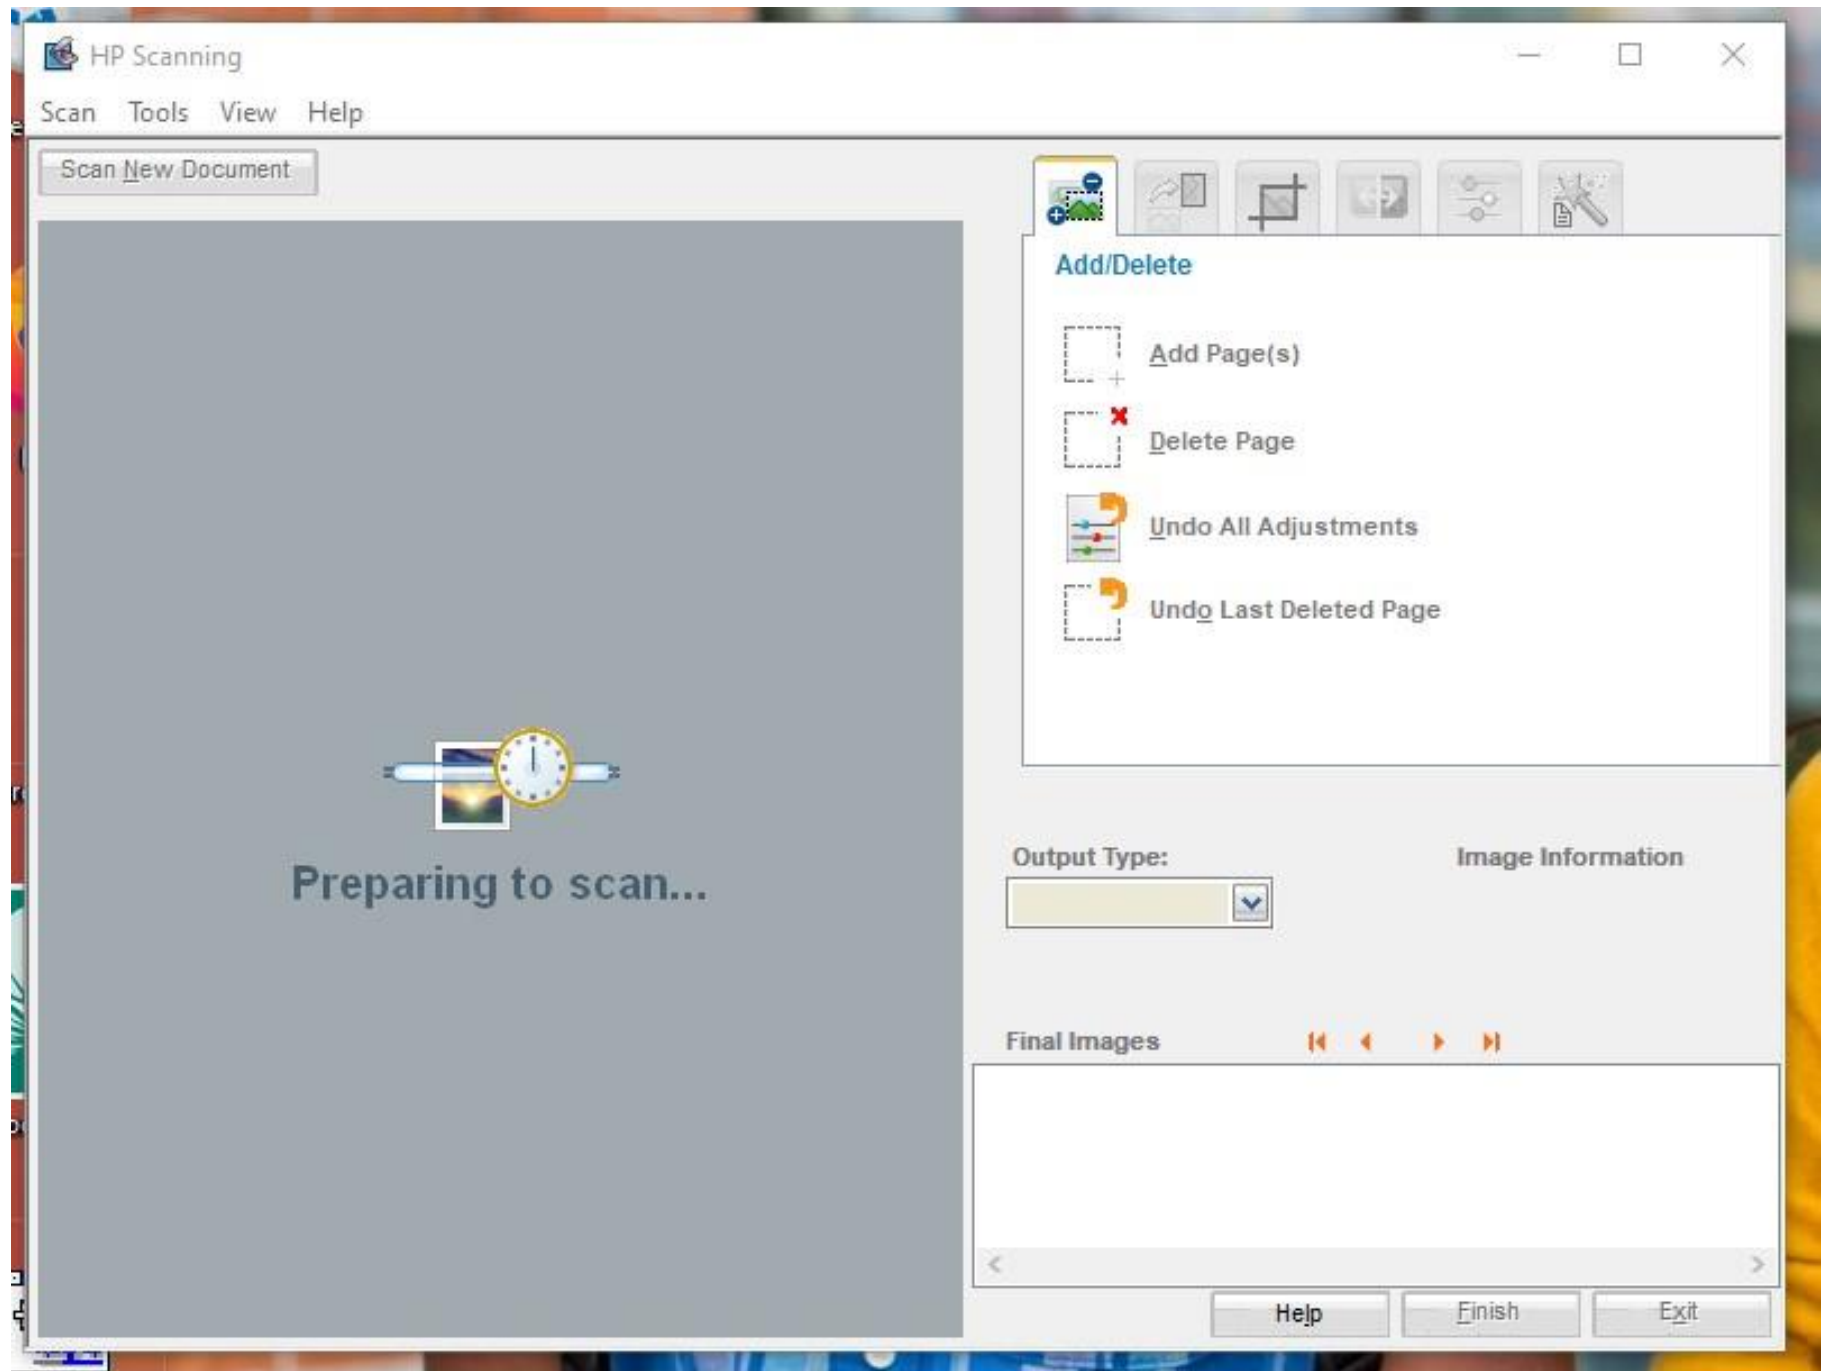 HP Scanning
Scan Tools View Help
Scan New Document
Add/Delete
Add Page(s)
Delete Page
Undo All Adjustments
Undo Last Deleted Page
Preparing to scan...
Output Type:
Image Information
Final Images
Help
Finish
Exit